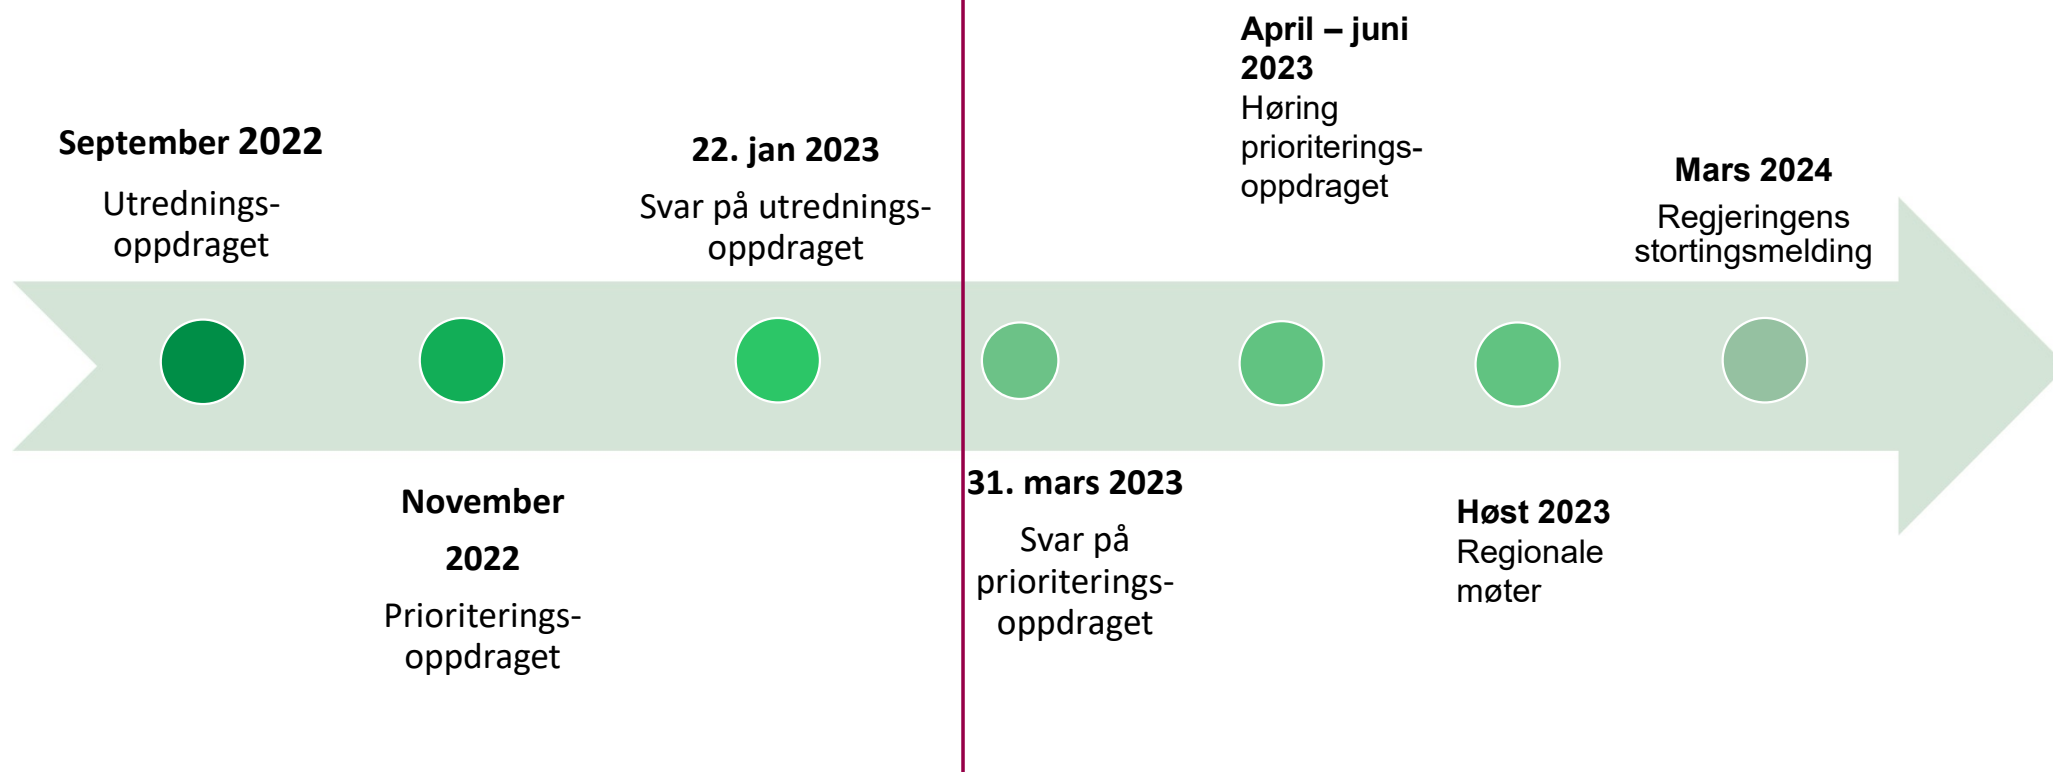 September 2022
Utrednings-
oppdraget
November
2022
Prioriterings-
oppdraget
22. jan 2023
Svar på utrednings-
oppdraget
31. mars 2023
Svar på
prioriterings-
oppdraget
April – juni
2023
Høring
prioriterings-
oppdraget
Høst 2023
Regionale
møter
Mars 2024
Regjeringens
stortingsmelding